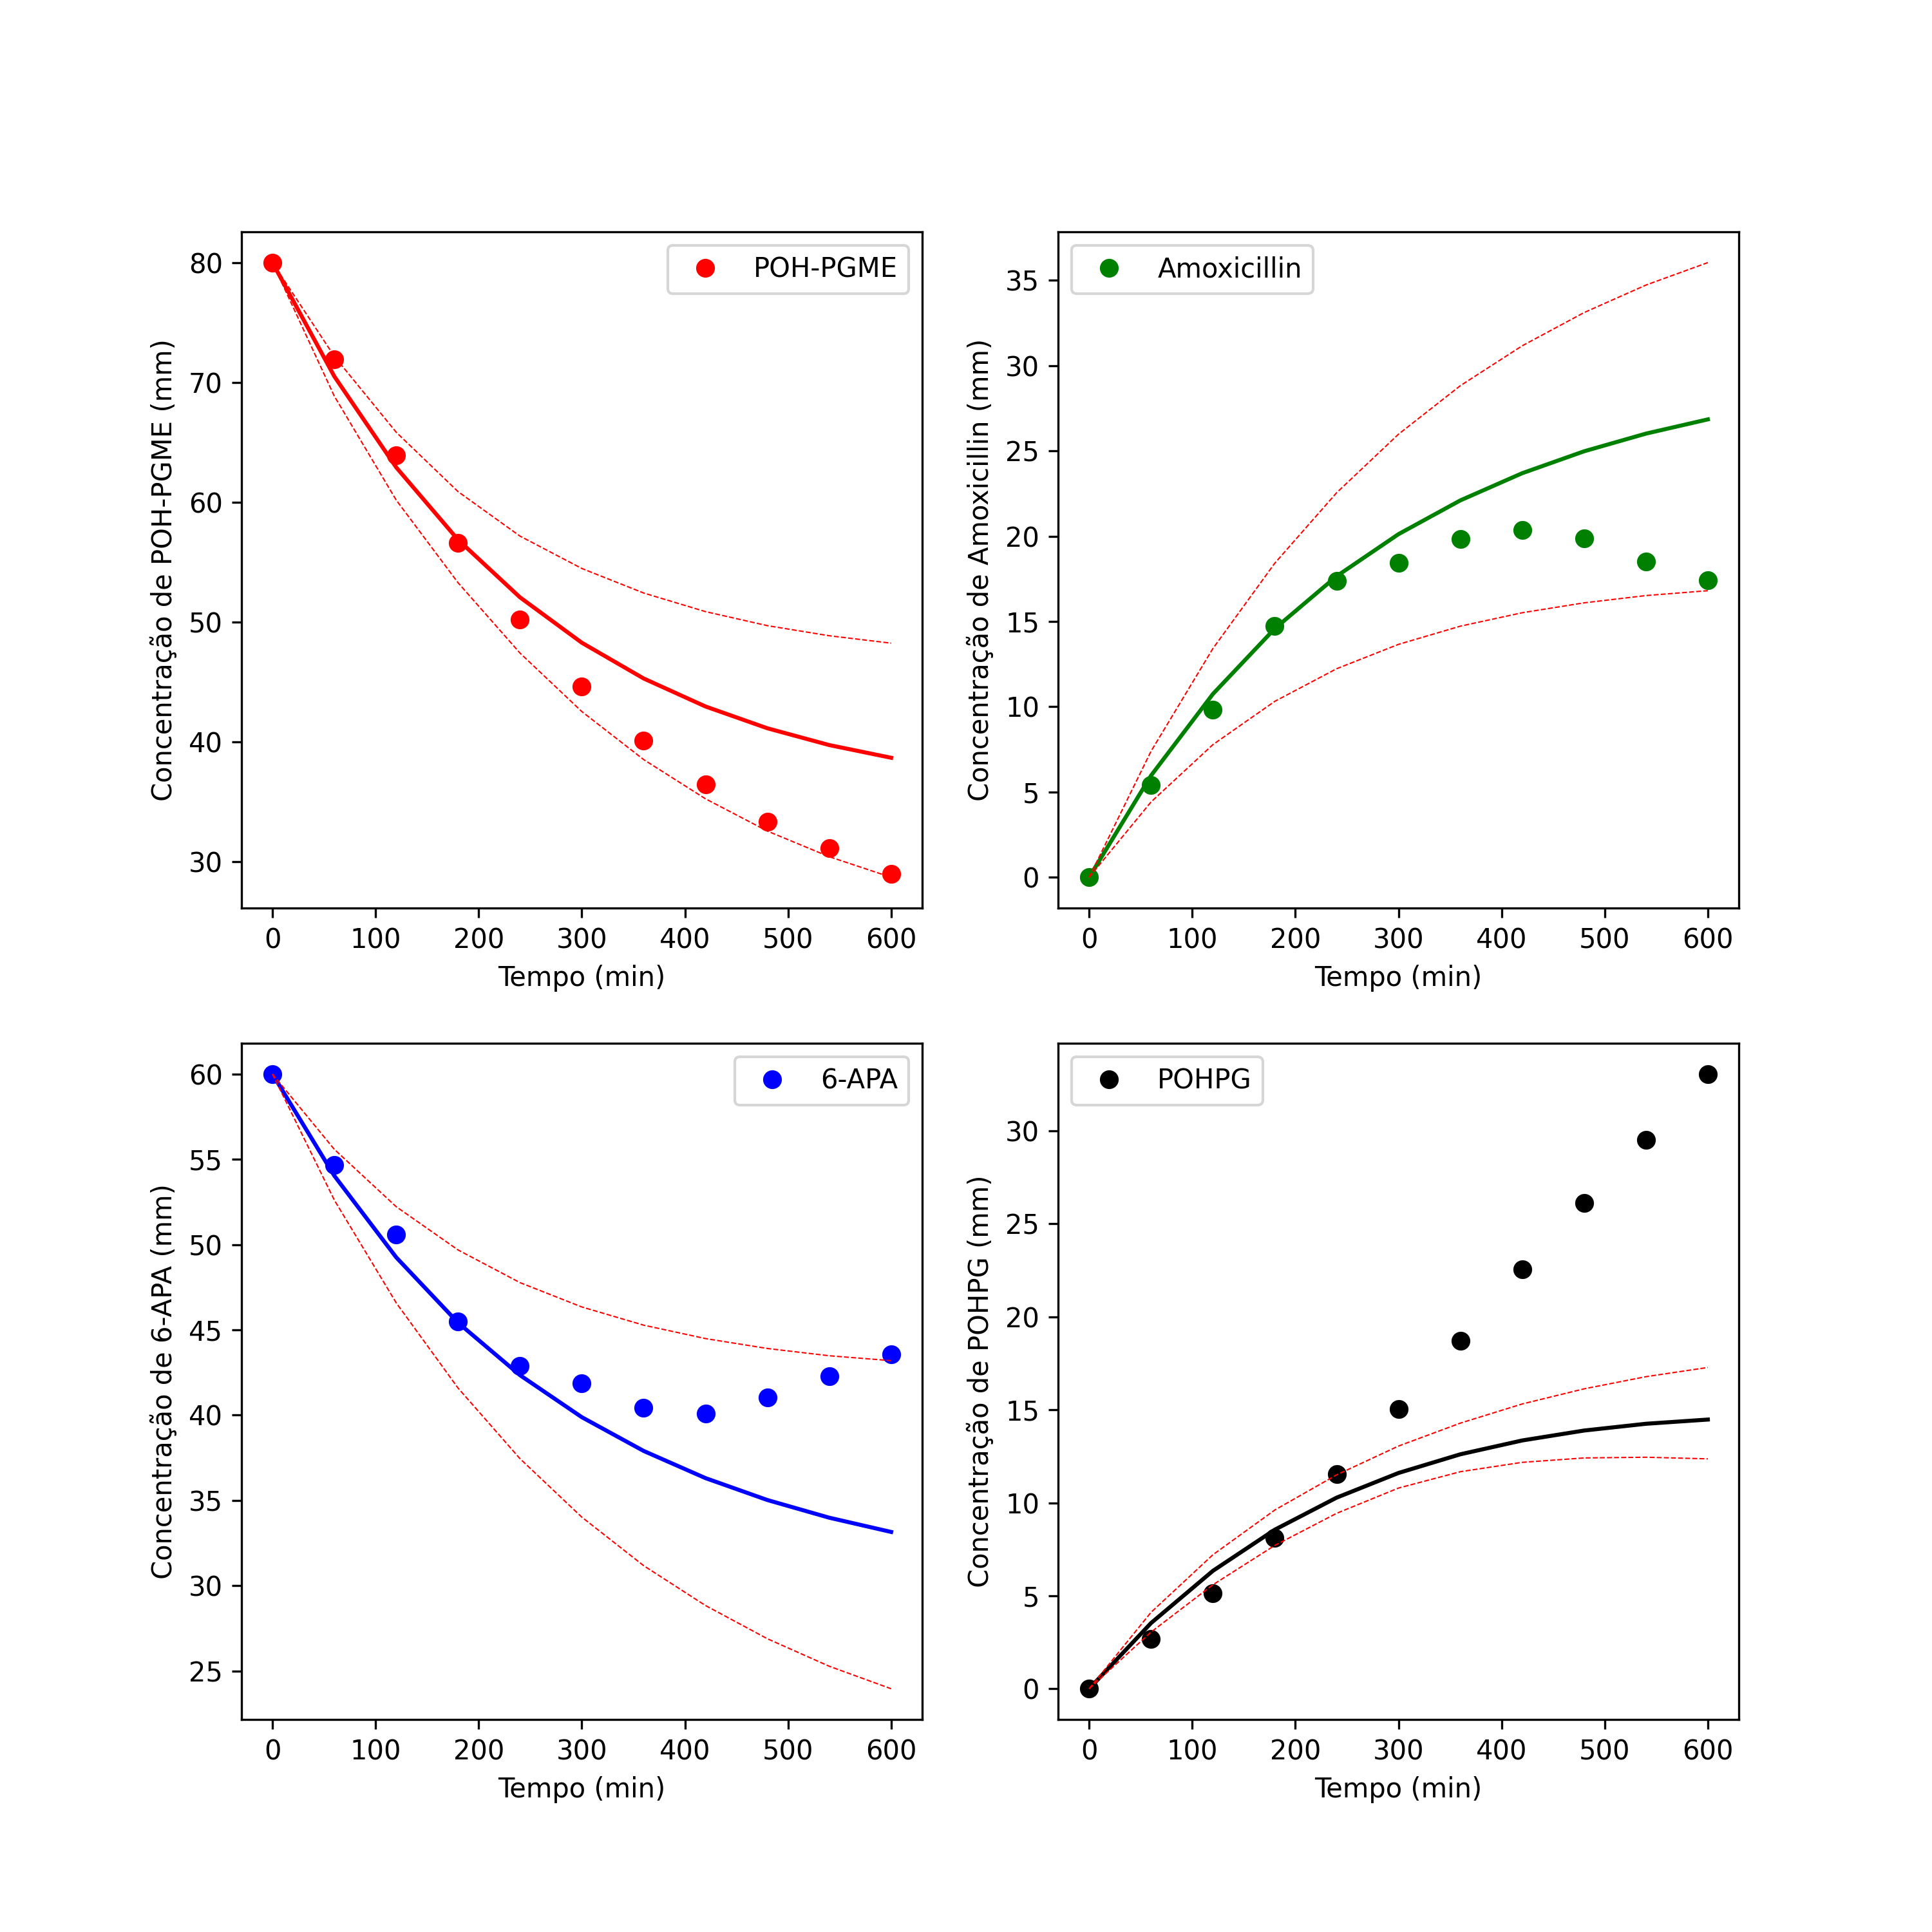 POH-PGME
80
70
60
50
40
30
Concentração de POH-PGME (mm)
0 100 200 300 400 500 600
Tempo (min)
Amoxicillin
35
30
25
20
15
10
5
0
Concentração de Amoxicillin (mm)
0 100 200 300 400 500 600
Tempo (min)
6-APA
60
55
50
45
40
35
30
25
Concentração de 6-APA (mm)
0 100 200 300 400 500 600
Tempo (min)
POHPG
30
25
20
15
10
5
0
Concentração de POHPG (mm)
0 100 200 300 400 500 600
Tempo (min)